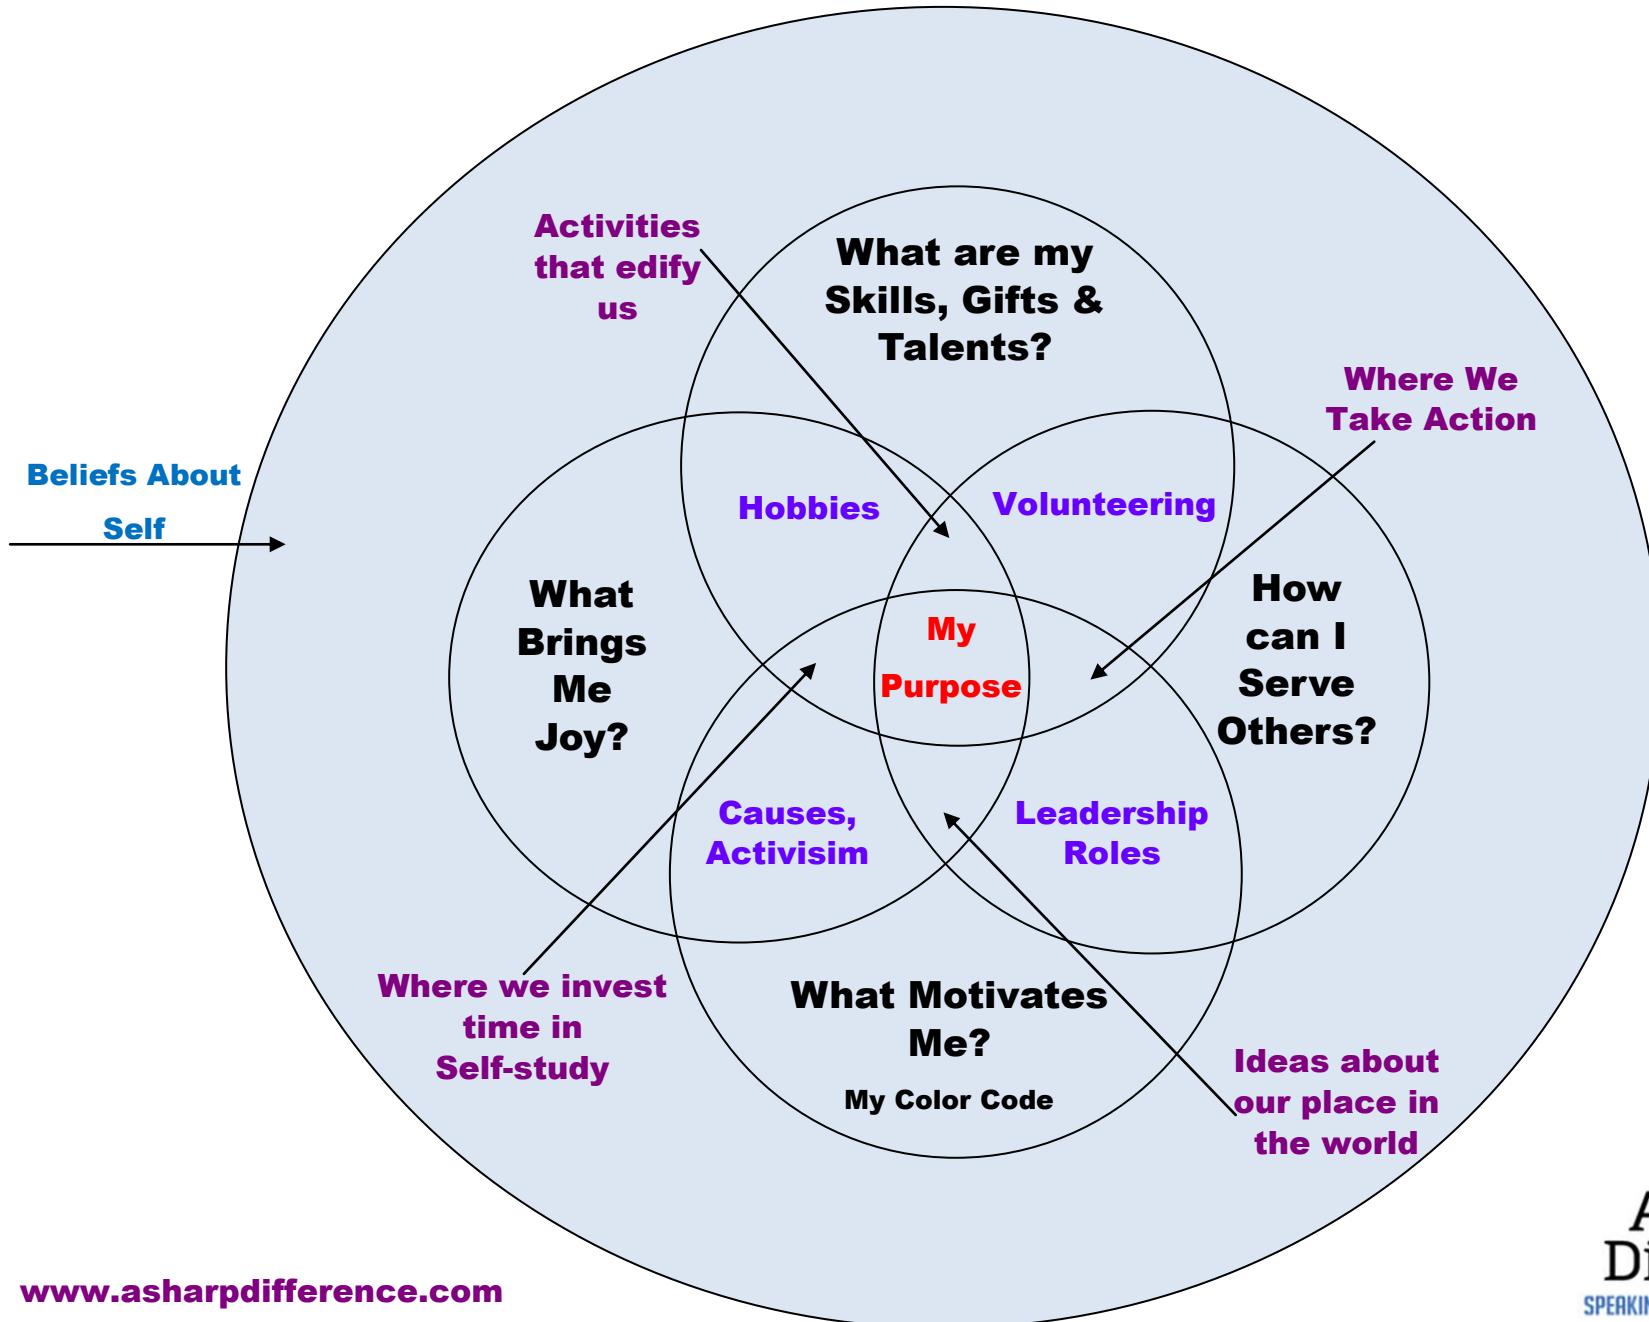 Activities
that edify
us
What are my
Skills, Gifts &
Talents?
Where We
Take Action
Beliefs About
Self
Hobbies
Volunteering
What
Brings
Me
Joy?
My
Purpose
How
can I
Serve
Others?
Causes,
Activisim
Leadership
Roles
Where we invest
time in
Self-study
What Motivates
Me?
My Color Code
Ideas about
our place in
the world
www.asharpdifference.com